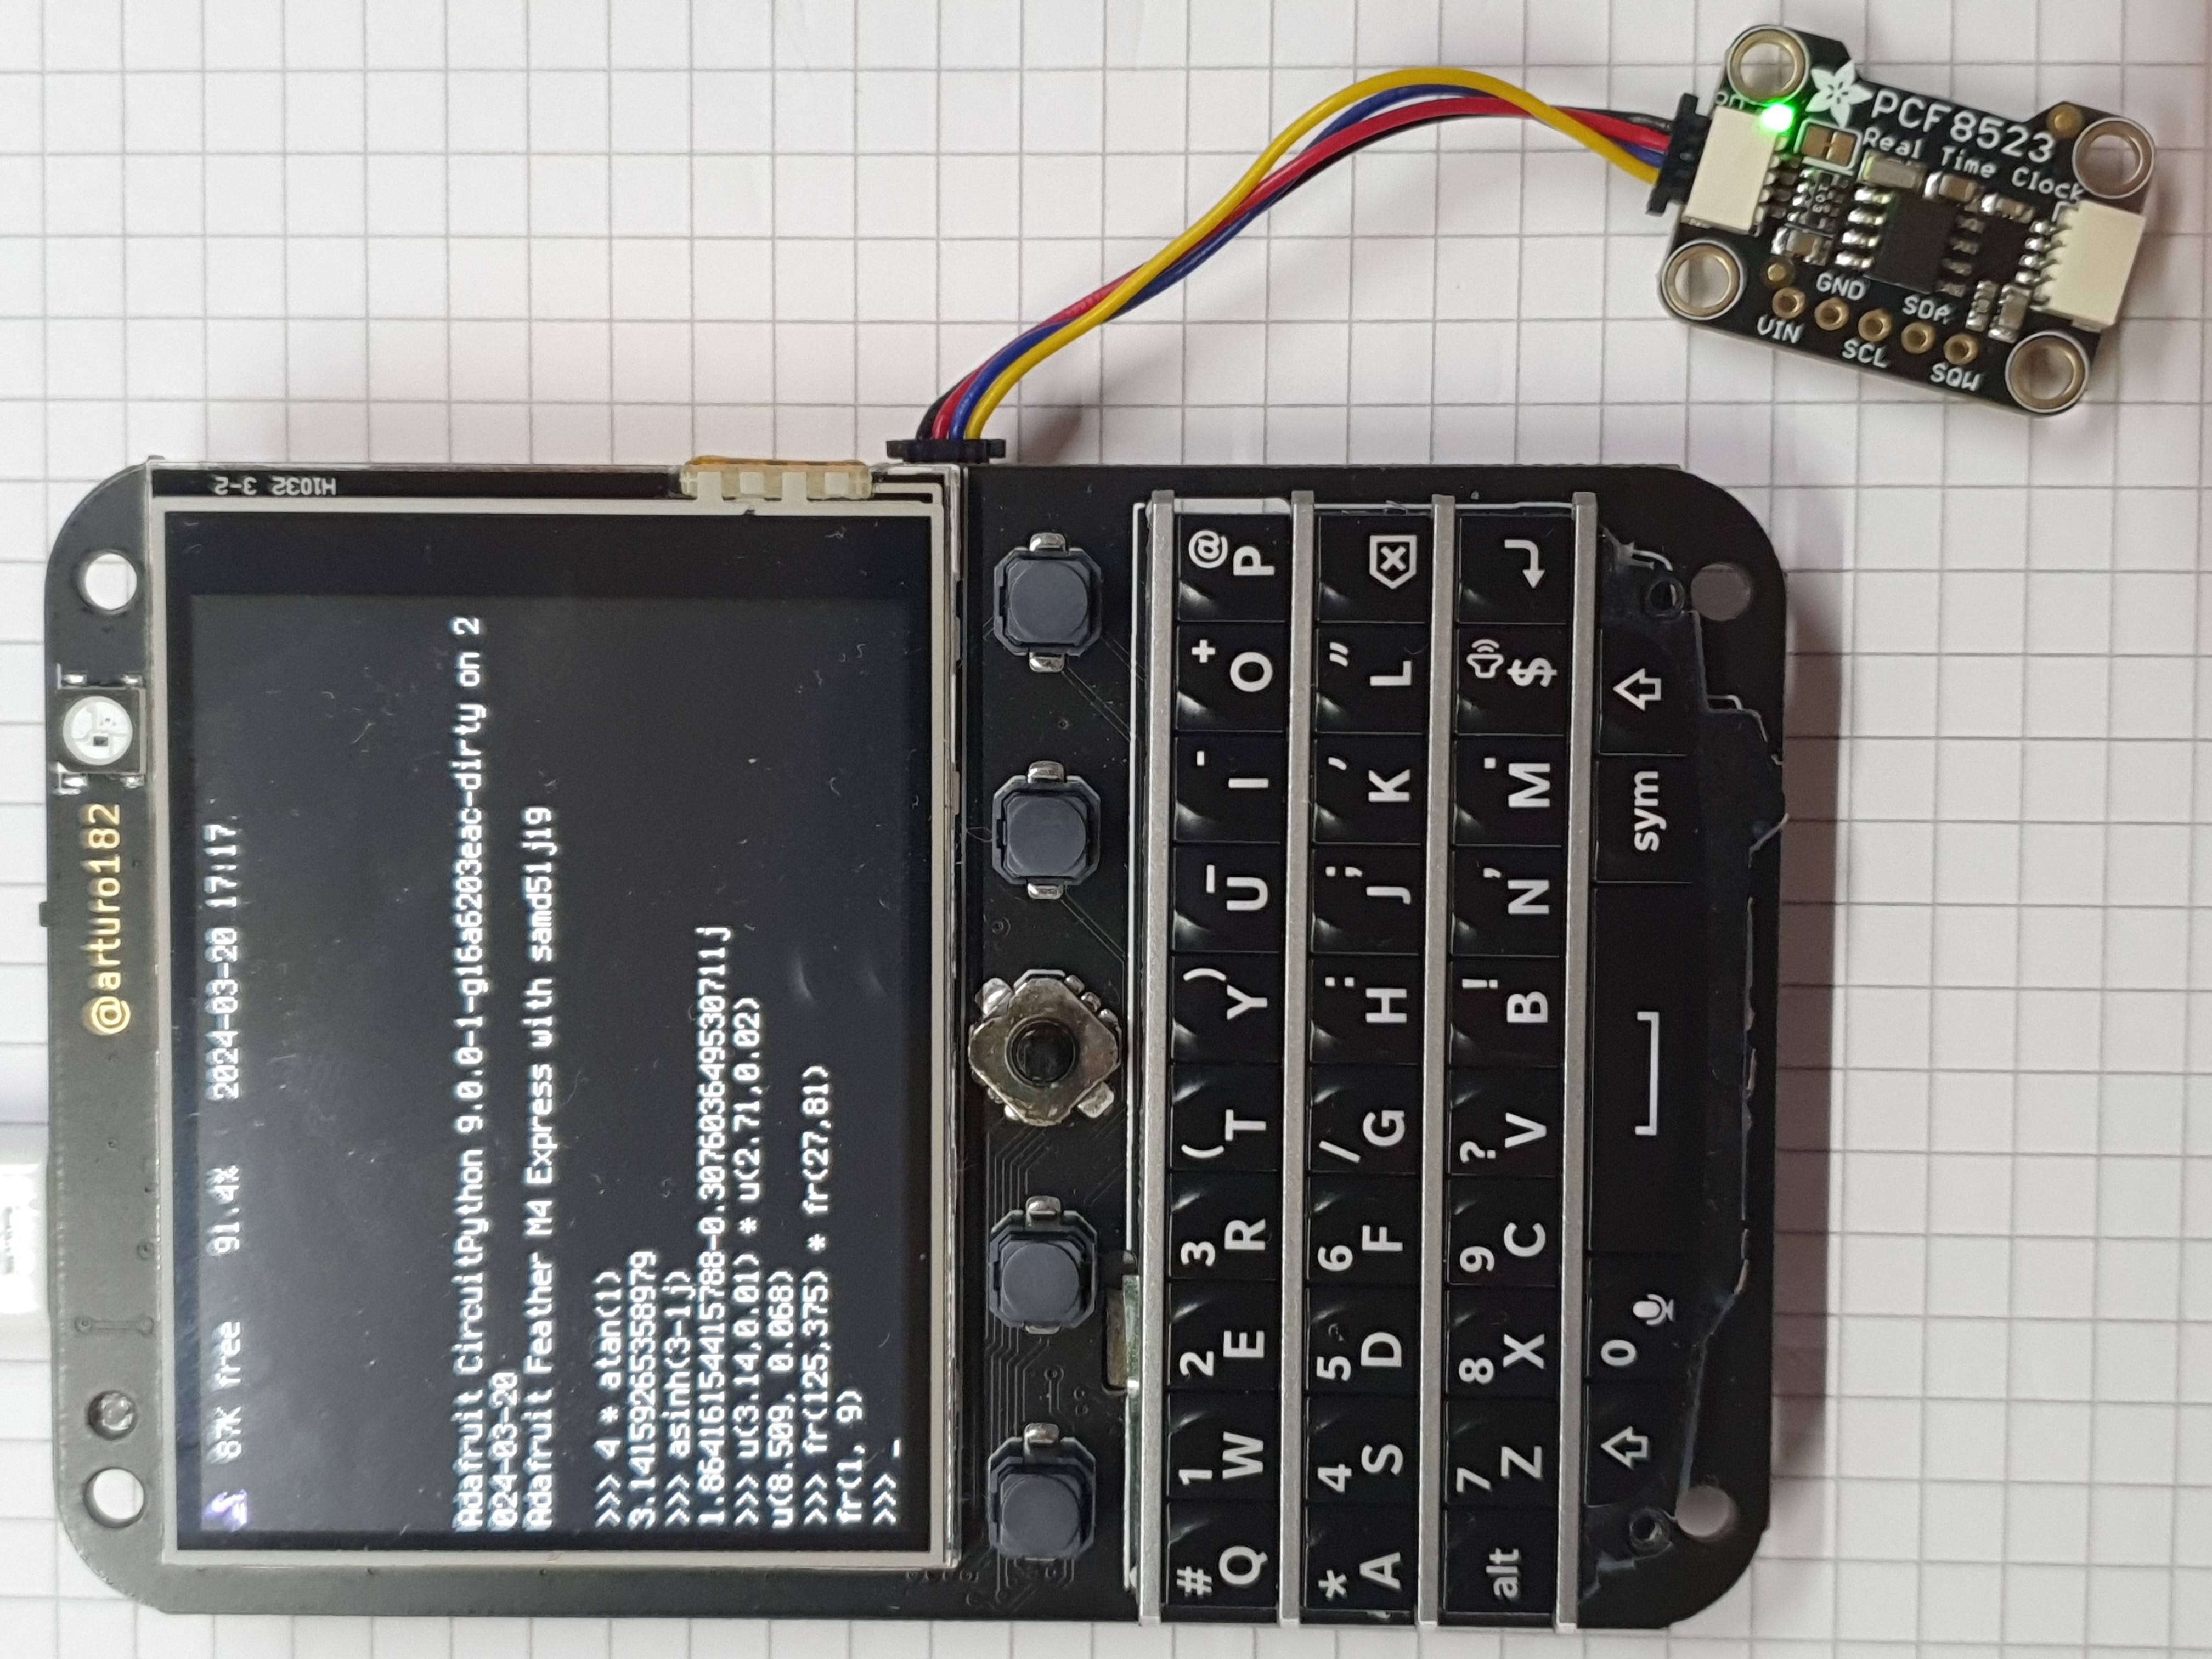 @arturo182
87K free 91.4% 2024-03-20 17:17
H1032 3-2
Adafruit CircuitPython 9.0.0-1-g16a6203eac-dirty on 2
024-03-20
Adafruit Feather M4 Express with samd51j19
>>> 4 * atan(1)
3.14159265358979
>>> asinh(3-1j)
1.86416154415788-0.307603649530711j
>>> u(3.14,0.01) * u(2.71,0.02)
u(8.509, 0.068)
>>> fr(125,375) * fr(27,81)
fr(1, 9)
>>> _
# 1 2 3 ( ) _ - + @
Q W E R T Y U I O P
* 4 5 6 / : ; ' "
A S D F G H J K L
7 8 9 ? ! , .
alt Z X C V B N M $
0
sym
on
VIN
GND
SCL
SDA
SQW
PCF8523
Real Time Clock